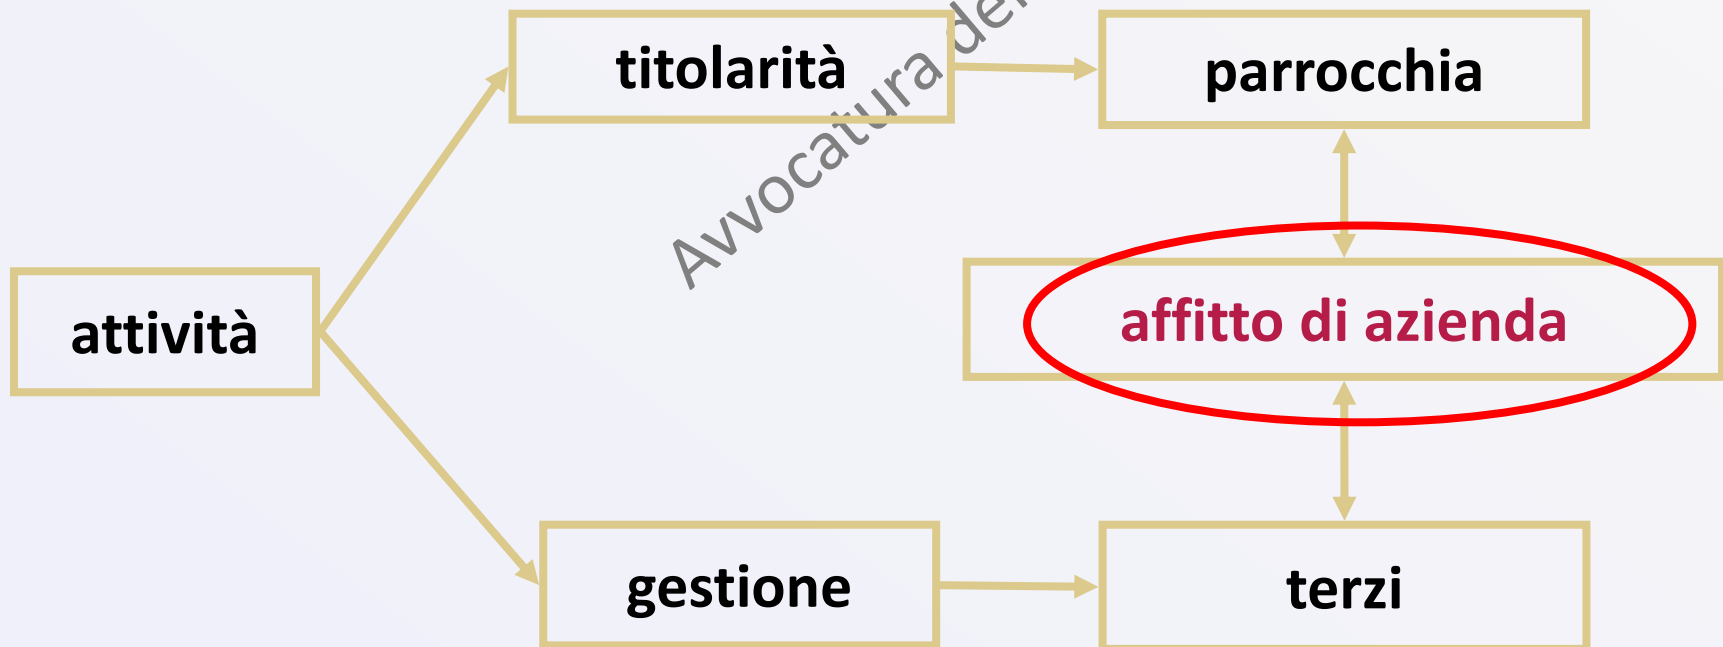 titolarità
parrocchia
Avvocatura
attività
affitto di azienda
gestione
terzi